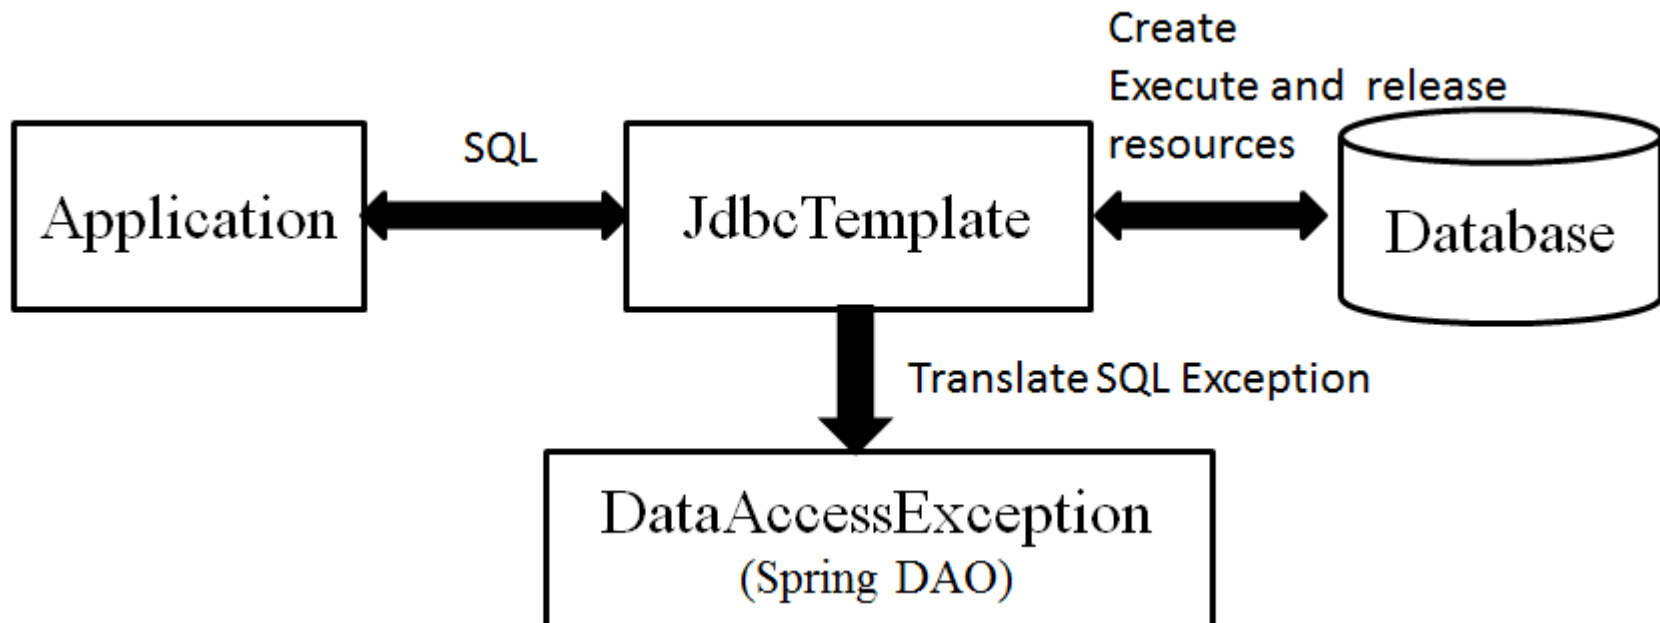 Create
Execute and release
resources
SQL
Application
JdbcTemplate
Database
Translate SQL Exception
DataAccessException
(Spring DAO)